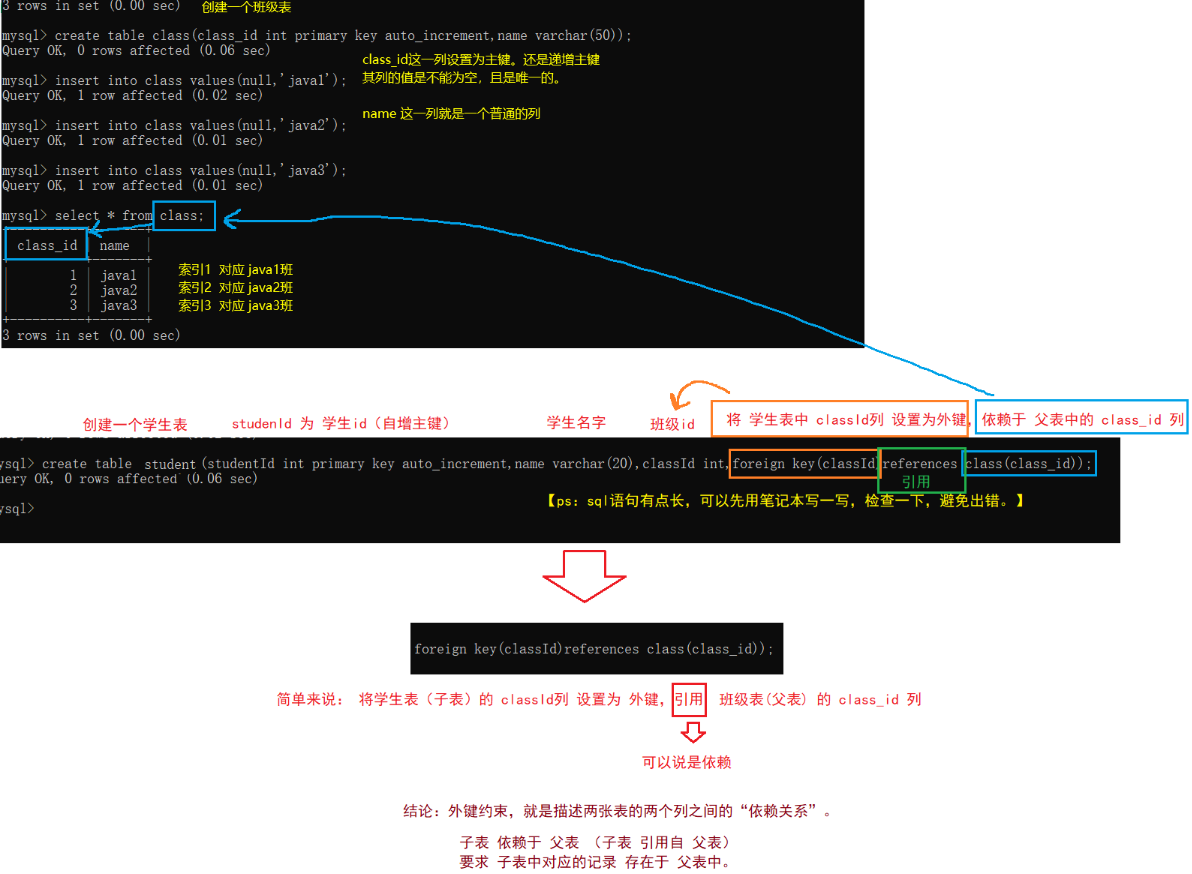 3 rows in set (0.00 sec) 创建一个班级表
mysql> create table class(class_id int primary key auto_increment,name varchar(50));
Query OK, 0 rows affected (0.06 sec)
class_id这一列设置为主键。还是递增主键
其列的值是不能为空，且是唯一的。
mysql> insert into class values(null,'java1');
Query OK, 1 row affected (0.02 sec)
name 这一列就是一个普通的列
mysql> insert into class values(null,'java2');
Query OK, 1 row affected (0.01 sec)
mysql> insert into class values(null,'java3');
Query OK, 1 row affected (0.01 sec)
mysql> select * from class;
class_id | name |
1 | java1 | 索引1 对应 java1班
2 | java2 | 索引2 对应 java2班
3 | java3 | 索引3 对应 java3班
3 rows in set (0.00 sec)
创建一个学生表 studenId 为 学生id（自增主键） 学生名字 班级id 将 学生表中 classId列 设置为外键，依赖于 父表中的 class_id 列
ysql> create table student(studentId int primary key auto_increment,name varchar(20),classId int,foreign key(classId)references class(class_id));
uery OK, 0 rows affected (0.06 sec)
引用
【ps：sql语句有点长，可以先用笔记本写一写，检查一下，避免出错。】
ysql>
foreign key(classId)references class(class_id));
简单来说： 将学生表（子表）的 classId列 设置为 外键，引用 班级表(父表）的 class_id 列
可以说是依赖
结论：外键约束，就是描述两张表的两个列之间的“依赖关系”。
子表 依赖于 父表 （子表 引用自 父表）
要求 子表中对应的记录 存在于 父表中。